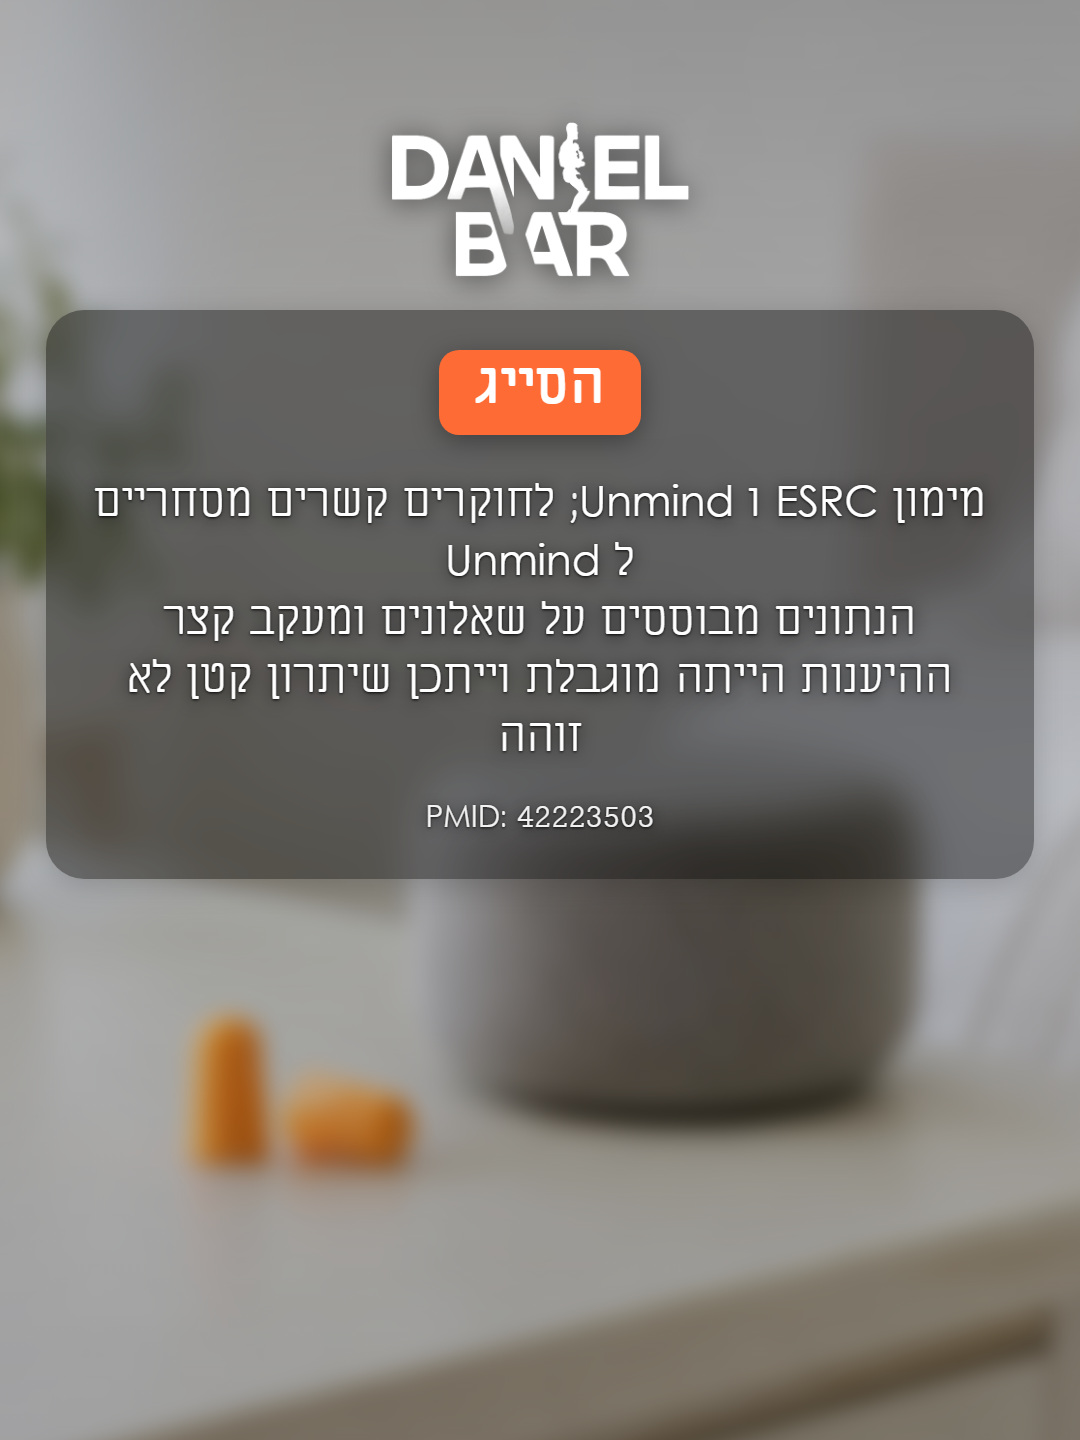 DANIEL
BAR
הסייג
מימון ESRC ו Unmind; לחוקרים קשרים מסחריים
ל Unmind
הנתונים מבוססים על שאלונים ומעקב קצר
ההיענות הייתה מוגבלת וייתכן שיתרון קטן לא
זוהה
PMID: 42223503